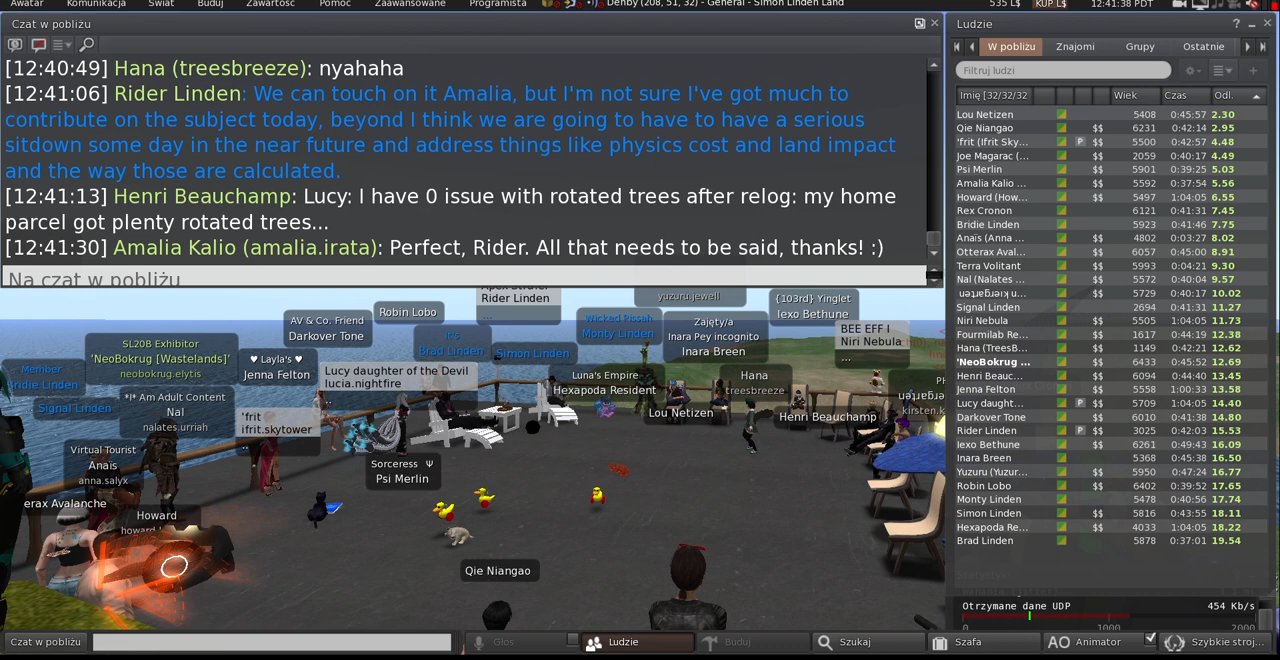 Awatar Komunikacja Świat Buduj Zawartość Pomoc Zaawansowane Programista Denby (208, 51, 32) - General - Simon Linden Land 535 L$ KUP L$ 12:41:38 PDT
Czat w pobliżu
[12:40:49] Hana (treesbreeze): nyahaha
[12:41:06] Rider Linden: We can touch on it Amalia, but I'm not sure I've got much to
contribute on the subject today, beyond I think we are going to have to have a serious
sitdown some day in the near future and address things like physics cost and land impact
and the way those are calculated.
[12:41:13] Henri Beauchamp: Lucy: I have 0 issue with rotated trees after relog: my home
parcel got plenty rotated trees...
[12:41:30] Amalia Kalio (amalia.irata): Perfect, Rider. All that needs to be said, thanks! :)
Na czat w pobliżu
Rider Linden
...
yuzuru.jewell
{103rd} Yinglet
Iexo Bethune
Robin Lobo
AV & Co. Friend
Darkover Tone
It's
Brad Linden
Simon Linden
Wicked Pissah
Monty Linden
Zajęty/a
Inara Pey incognito
Inara Breen
BEE EFF I
Niri Nebula
...
SL20B Exhibitor
'NeoBokrug [Wastelands]'
neobokrug.elytis
♥ Layla's ♥
Jenna Felton
Member
Bridie Linden
Signal Linden
Lucy daughter of the Devil
lucia.nightfire
Luna's Empire
Hexapoda Resident
Hana
treesbreeze
Lou Netizen
Henri Beauchamp
*I* Am Adult Content
Nal
nalates.urriah
'frit
ifrit.skytower
Virtual Tourist
Anaïs
anna.salyx
Sorceress Ψ
Psi Merlin
erax Avalanche
Howard
Qie Niangao
Ludzie
W pobliżu Znajomi Grupy Ostatnie
Filtruj ludzi
Imię [32/32/32 Wiek Czas Odl.
Lou Netizen 5408 0:45:57 2.30
Qie Niangao $$ 6231 0:42:14 2.95
'frit (Ifrit Sky... P $$ 5500 0:42:57 4.48
Joe Magarac (... $$ 2059 0:40:17 4.49
Psi Merlin $$ 5901 0:39:25 5.03
Amalia Kalio ... $$ 5592 0:37:54 5.56
Howard (How... $$ 5497 1:04:05 6.55
Rex Cronon 6121 0:41:31 7.45
Bridie Linden 5923 0:41:46 7.75
Anaïs (Anna ... $$ 4802 0:03:27 8.02
Otterax Aval... $$ 6057 0:45:00 8.91
Terra Volitant $$ 5993 0:04:21 9.30
Nal (Nalates ... $$ 5572 0:40:04 9.57
$$ 5729 0:40:17 10.02
Signal Linden 2694 0:41:31 11.27
Niri Nebula $$ 5505 1:04:05 11.73
Fourmilab Re... $$ 1617 0:44:19 12.38
Hana (TreesB... $$ 1149 0:42:21 12.62
'NeoBokrug ... $$ 6433 0:45:52 12.69
Henri Beauc... $$ 6094 0:44:40 13.45
Jenna Felton $$ 5558 1:00:33 13.58
Lucy daught... P $$ 5709 1:04:05 14.40
Darkover Tone $$ 6010 0:41:38 14.80
Rider Linden P $$ 3025 0:42:03 15.53
Iexo Bethune $$ 6261 0:49:43 16.09
Inara Breen 5368 0:45:38 16.50
Yuzuru (Yuzur... $$ 5950 0:47:24 16.77
Robin Lobo $$ 6402 0:39:52 17.65
Monty Linden 5478 0:40:56 17.74
Simon Linden $$ 5816 0:43:55 18.11
Hexapoda Re... $$ 4033 1:04:05 18.22
Brad Linden 5878 0:37:01 19.54
Otrzymane dane UDP 454 Kb/s
0 1000 2000
Czat w pobliżu Głos Ludzie Buduj Szukaj Szafa AO Animator Szybkie stroj...